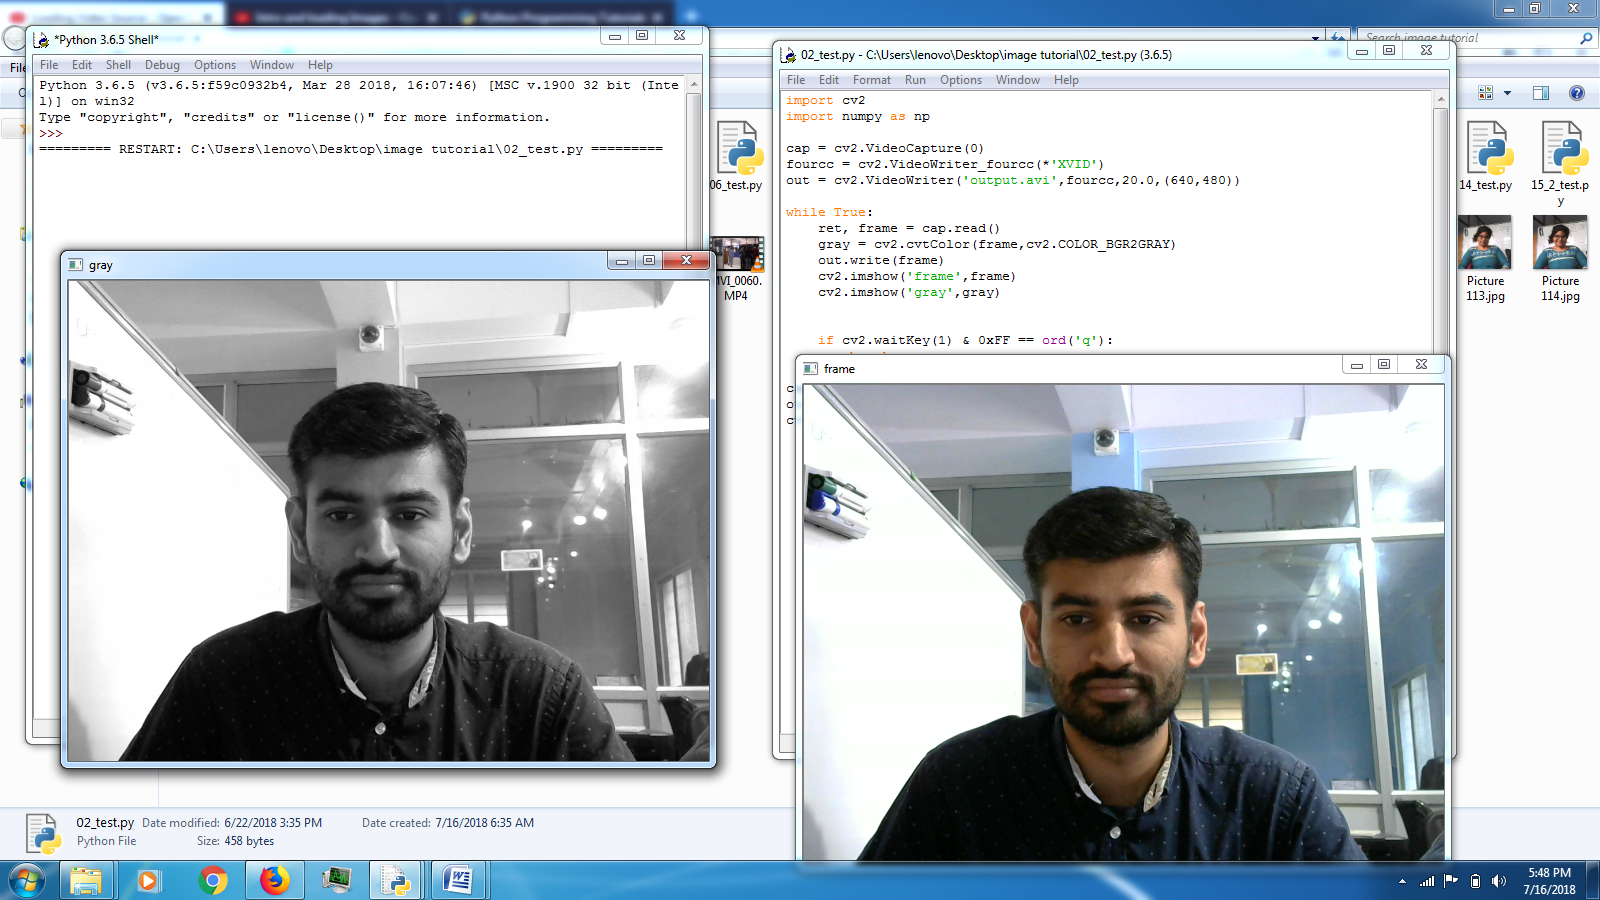 *Python 3.6.5 Shell*
File Edit Shell Debug Options Window Help
Python 3.6.5 (v3.6.5:f59c0932b4, Mar 28 2018, 16:07:46) [MSC v.1900 32 bit (Inte
l)] on win32
Type "copyright", "credits" or "license()" for more information.
>>>
========= RESTART: C:\Users\lenovo\Desktop\image tutorial\02_test.py =========
gray
02_test.py - C:\Users\lenovo\Desktop\image tutorial\02_test.py (3.6.5)
File Edit Format Run Options Window Help
import cv2
import numpy as np
cap = cv2.VideoCapture(0)
fourcc = cv2.VideoWriter_fourcc(*'XVID')
out = cv2.VideoWriter('output.avi',fourcc,20.0,(640,480))
while True:
ret, frame = cap.read()
gray = cv2.cvtColor(frame,cv2.COLOR_BGR2GRAY)
out.write(frame)
cv2.imshow('frame',frame)
cv2.imshow('gray',gray)
if cv2.waitKey(1) & 0xFF == ord('q'):
frame
Search image tutorial
06_test.py
14_test.py
15_2_test.p
y
MVI_0060.
MP4
Picture
113.jpg
Picture
114.jpg
02_test.py Date modified: 6/22/2018 3:35 PM Date created: 7/16/2018 6:35 AM
Python File Size: 458 bytes
5:48 PM
7/16/2018